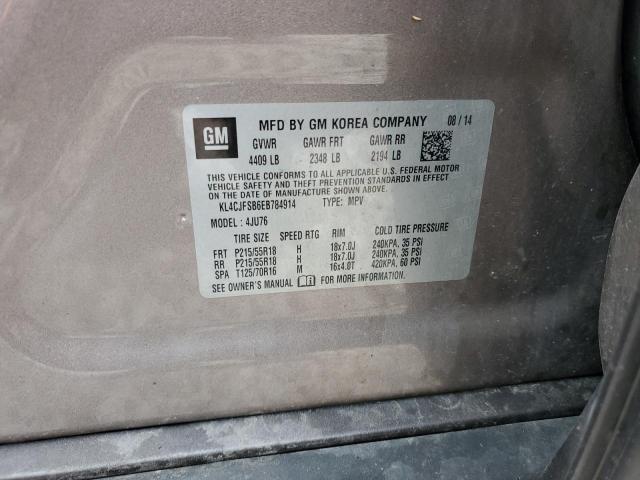 GM
MFD BY GM KOREA COMPANY 08/14
GVWR GAWR FRT GAWR RR
4409 LB 2348 LB 2194 LB
THIS VEHICLE CONFORMS TO ALL APPLICABLE U.S. FEDERAL MOTOR
VEHICLE SAFETY AND THEFT PREVENTION STANDARDS IN EFFECT
ON THE DATE OF MANUFACTURE SHOWN ABOVE.
KL4CJFSB6EB784914 TYPE: MPV
MODEL: 4JU76
TIRE SIZE SPEED RTG RIM COLD TIRE PRESSURE
FRT P215/55R18 H 18x7.0J 240KPA, 35 PSI
RR P215/55R18 H 18x7.0J 240KPA, 35 PSI
SPA T125/70R16 M 16x4.0T 420KPA, 60 PSI
SEE OWNER'S MANUAL FOR MORE INFORMATION.